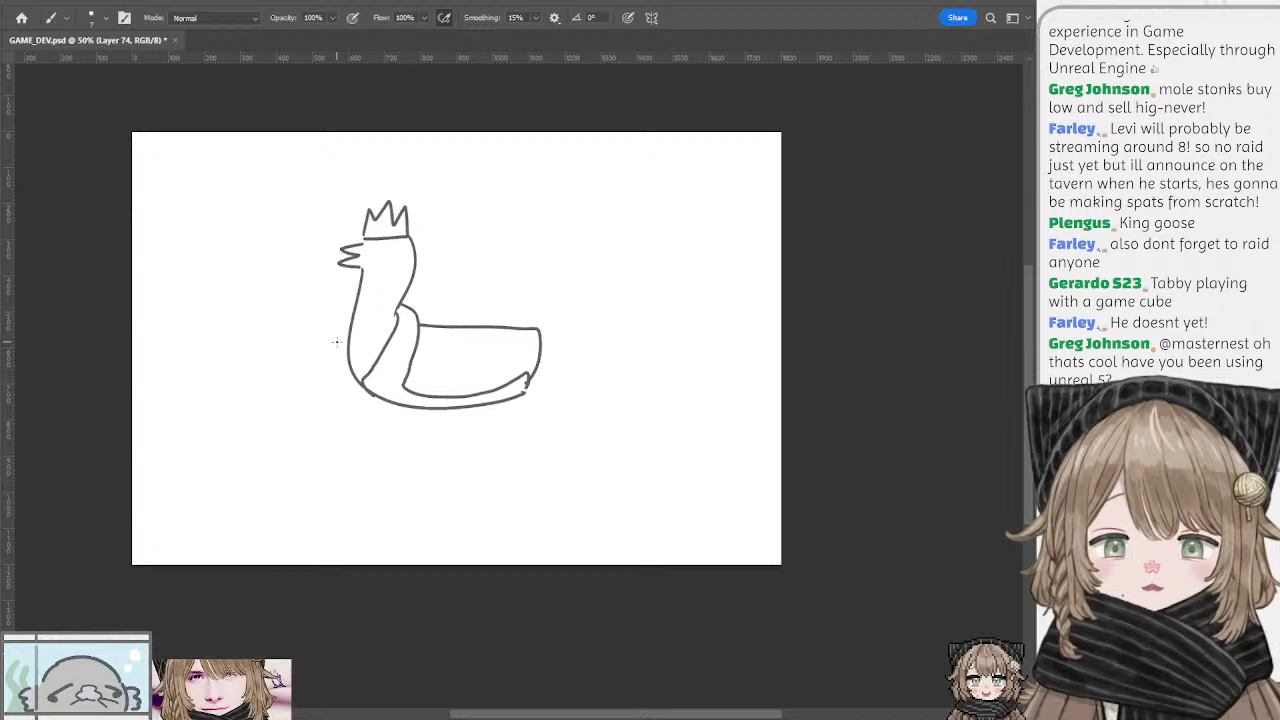 Mode: Normal Opacity: 100% Flow: 100% Smoothing: 15% 0° Share
GAME_DEV.psd @ 50% (Layer 74, RGB/8) *
experience in Game
Development. Especially through
Unreal Engine
Greg Johnson mole stonks buy
low and sell hig-never!
Farley Levi will probably be
streaming around 8! so no raid
just yet but ill announce on the
tavern when he starts, hes gonna
be making spats from scratch!
Plengus King goose
Farley also dont forget to raid
anyone
Gerardo S23 Tabby playing
with a game cube
Farley He doesnt yet!
Greg Johnson @masternest oh
thats cool have you been using
unreal 5?